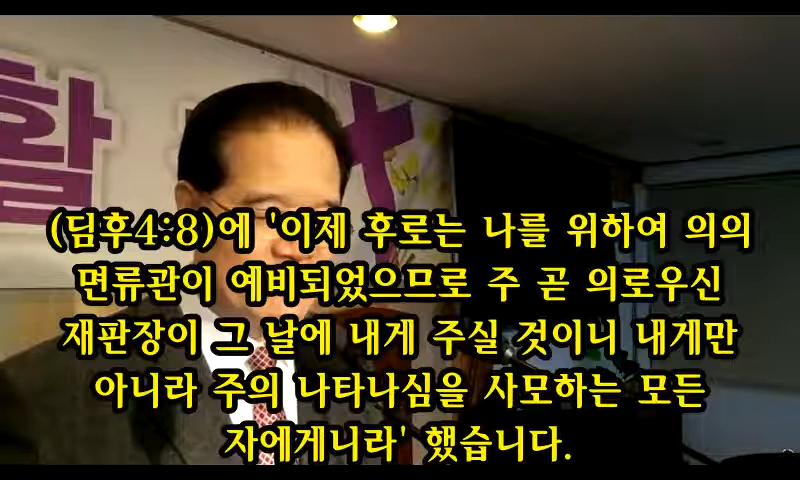 활
(딤후4:8)에 '이제 후로는 나를 위하여 의의
면류관이 예비되었으므로 주 곧 의로우신
재판장이 그 날에 내게 주실 것이니 내게만
아니라 주의 나타나심을 사모하는 모든
자에게니라' 했습니다.